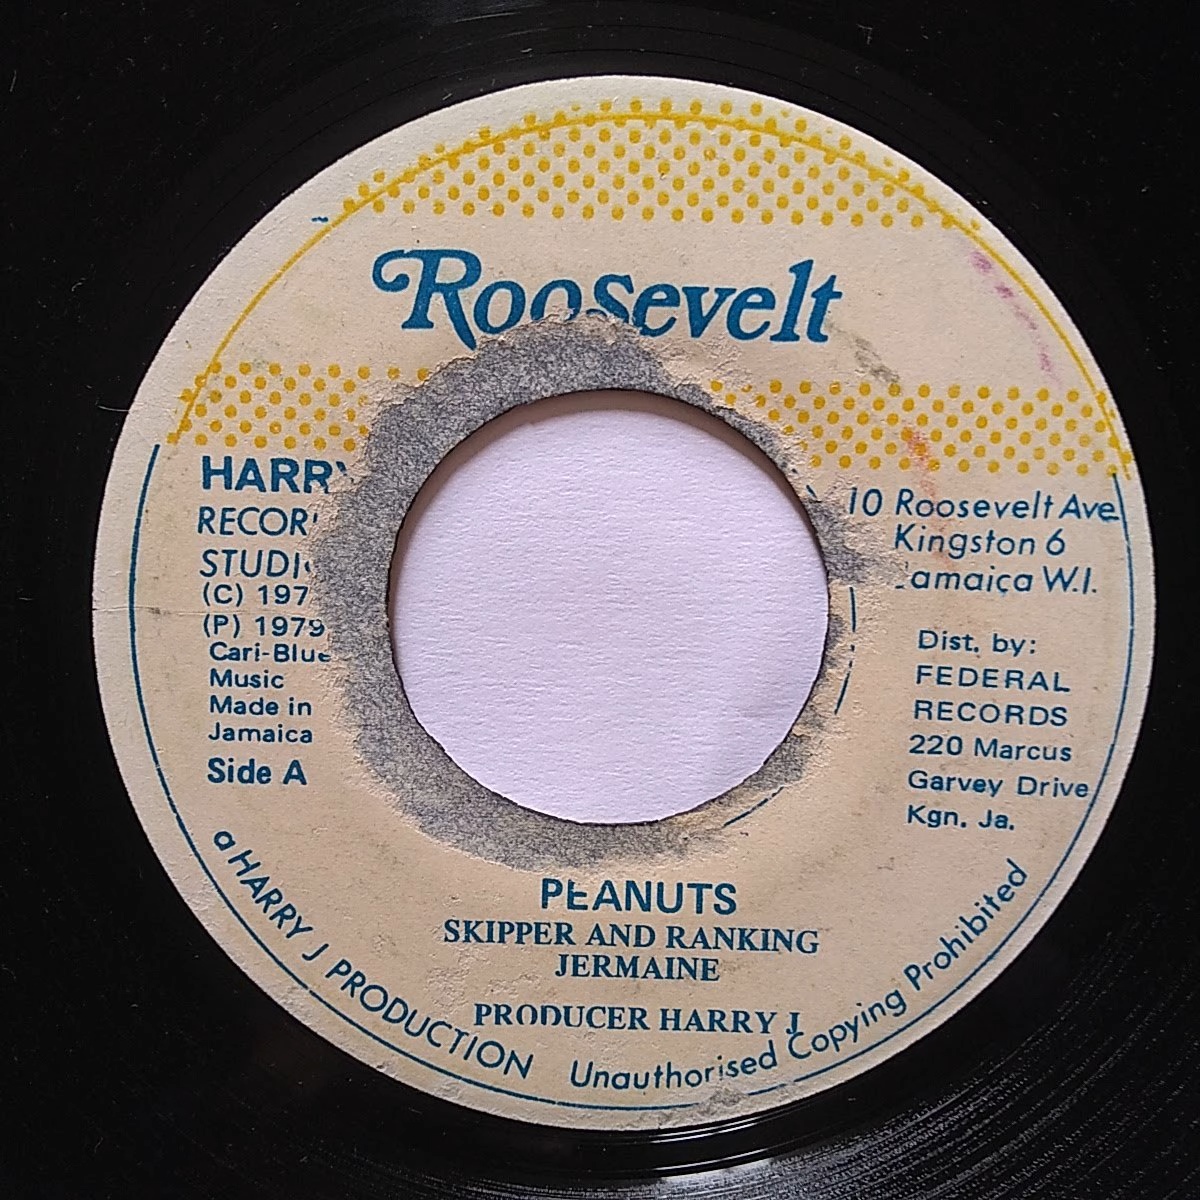 Roosevelt
HARRY
STUDI
(C) 197
(P) 1979
Cari-Blue
Music
Made in
Jamaica
Side A
10 Roosevelt Ave
Kingston 6
Jamaica W.I.
Dist. by:
FEDERAL
RECORDS
220 Marcus
Garvey Drive
Kgn. Ja.
PEANUTS
SKIPPER AND RANKING
JERMAINE
PRODUCER HARRY J
a HARRY J PRODUCTION
Unauthorised Copying Prohibited